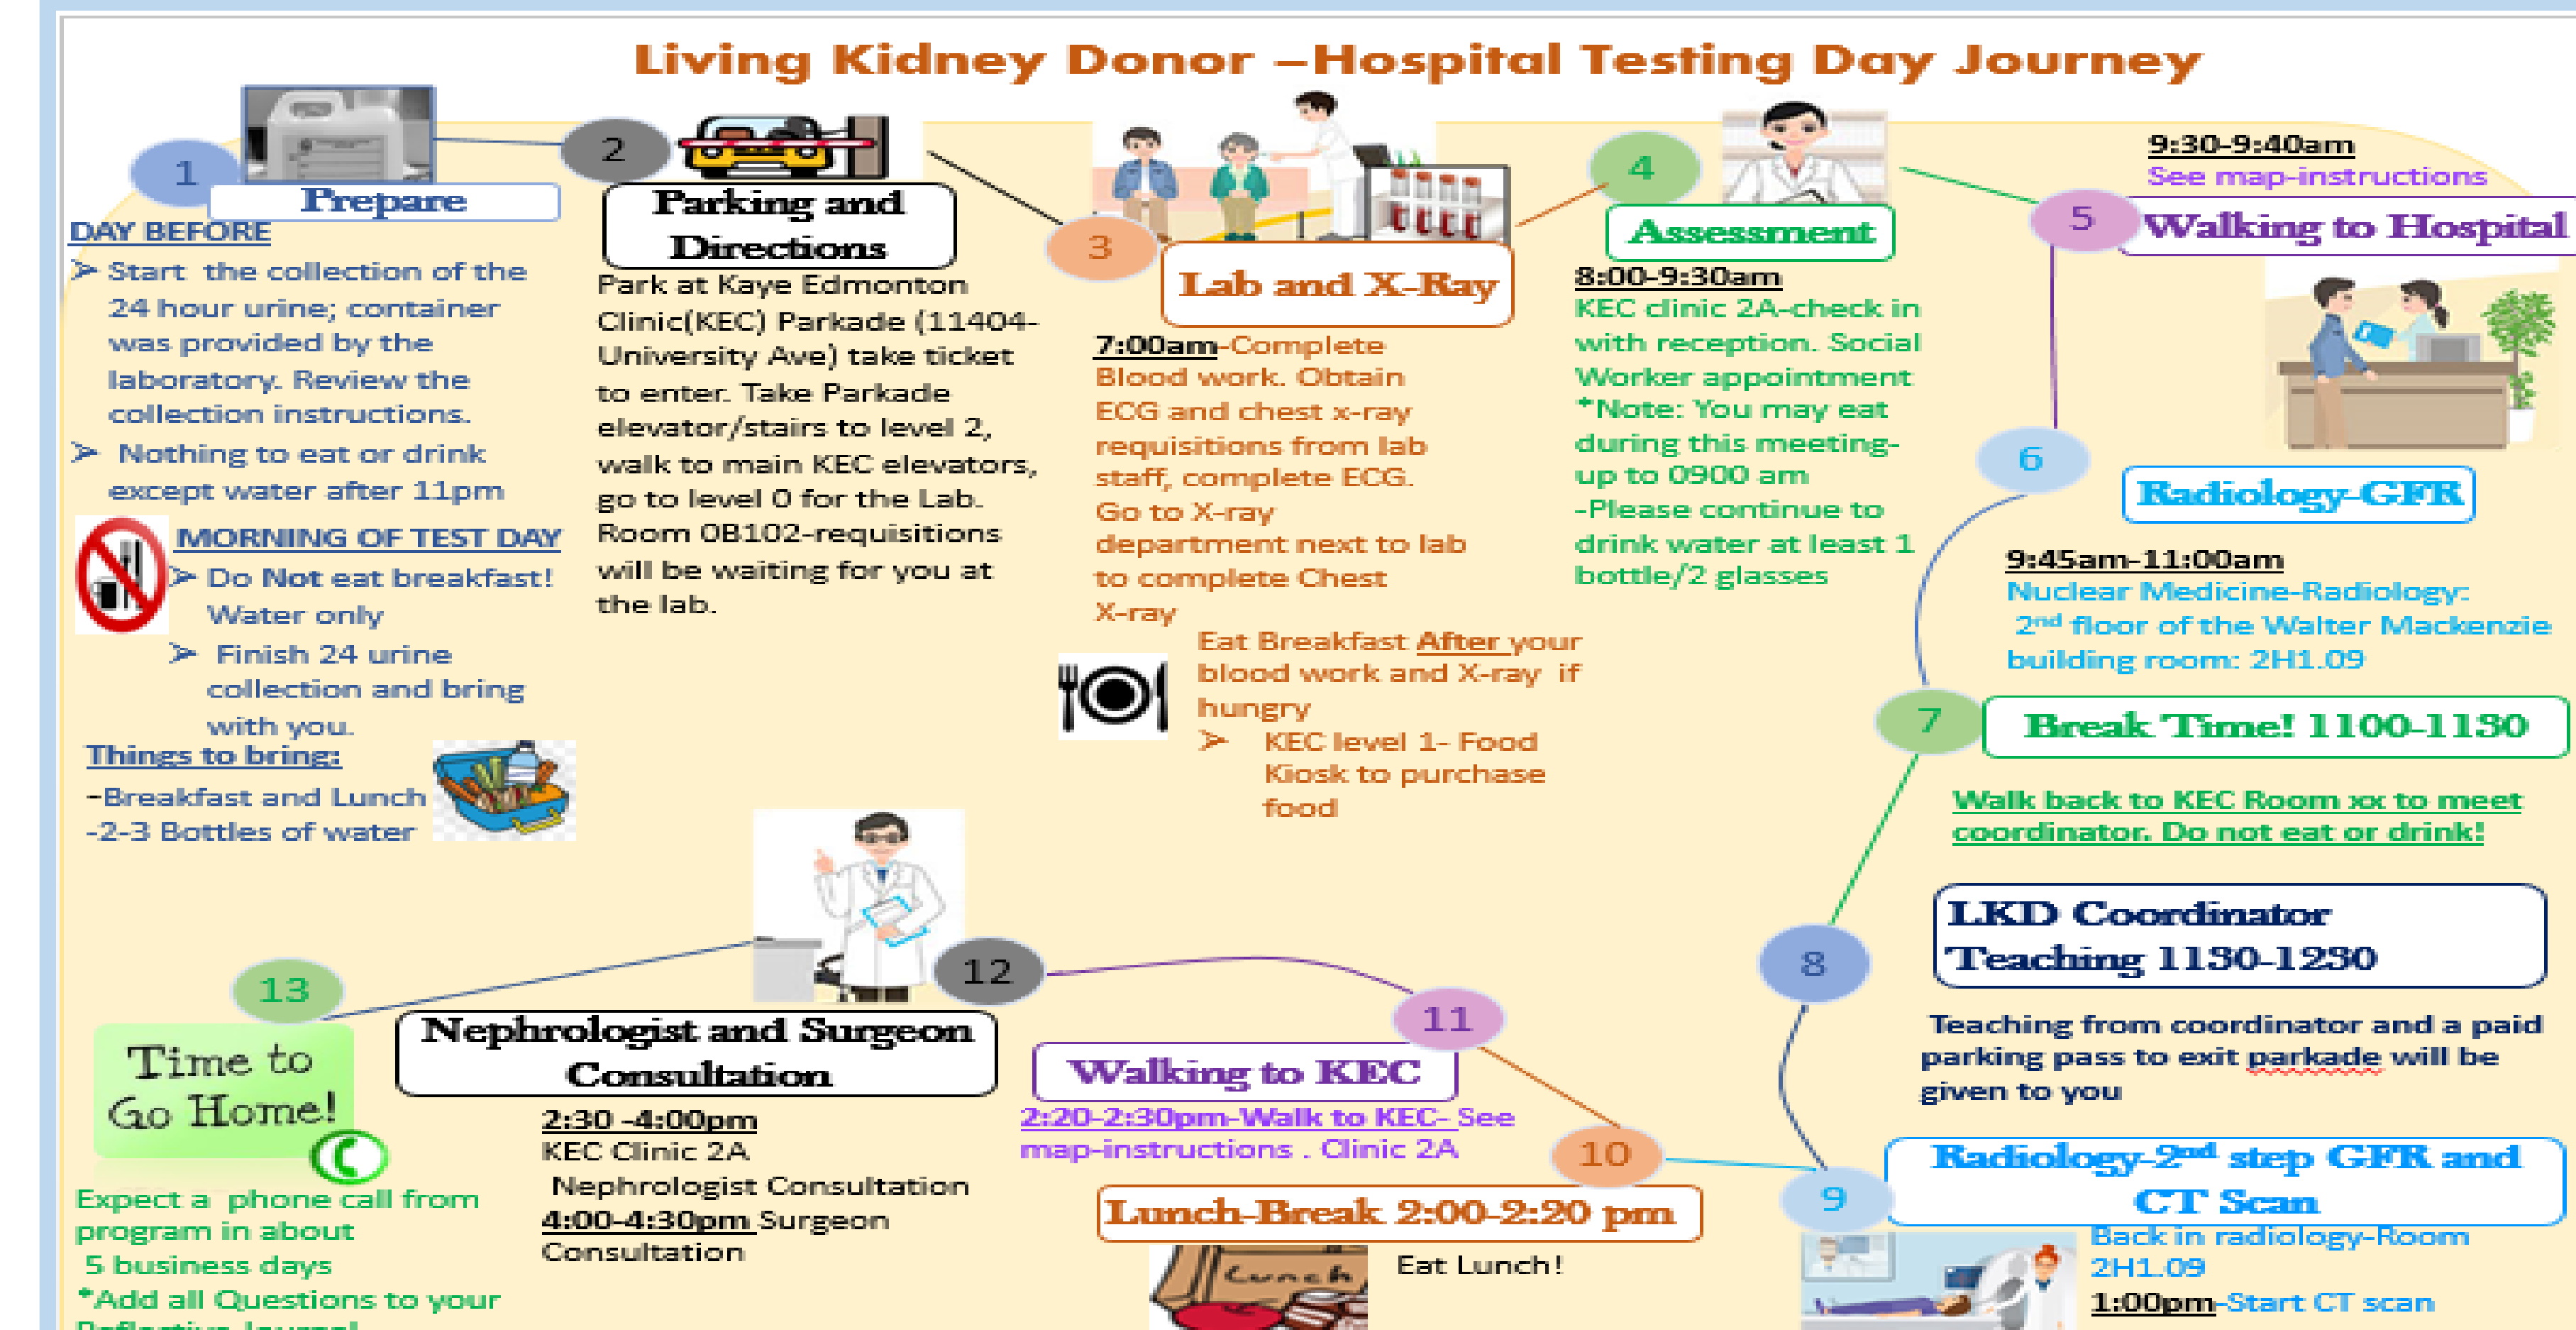 Living Kidney Donor –Hospital Testing Day Journey
1
Prepare
DAY BEFORE
➢ Start the collection of the
24 hour urine; container
was provided by the
laboratory. Review the
collection instructions.
➢ Nothing to eat or drink
except water after 11pm
MORNING OF TEST DAY
➢ Do Not eat breakfast!
Water only
➢ Finish 24 urine
collection and bring
with you.
Things to bring:
-Breakfast and Lunch
-2-3 Bottles of water
2
Parking and
Directions
Park at Kaye Edmonton
Clinic(KEC) Parkade (11404-
University Ave) take ticket
to enter. Take Parkade
elevator/stairs to level 2,
walk to main KEC elevators,
go to level 0 for the Lab.
Room 0B102-requisitions
will be waiting for you at
the lab.
3
Lab and X-Ray
7:00am-Complete
Blood work. Obtain
ECG and chest x-ray
requisitions from lab
staff, complete ECG.
Go to X-ray
department next to lab
to complete Chest
X-ray
Eat Breakfast After your
blood work and X-ray if
hungry
➢ KEC level 1- Food
Kiosk to purchase
food
4
Assessment
8:00-9:30am
KEC clinic 2A-check in
with reception. Social
Worker appointment
*Note: You may eat
during this meeting-
up to 0900 am
-Please continue to
drink water at least 1
bottle/2 glasses
9:30-9:40am
See map-instructions
5
Walking to Hospital
6
Radiology-GFR
9:45am-11:00am
Nuclear Medicine-Radiology:
2nd floor of the Walter Mackenzie
building room: 2H1.09
7
Break Time! 1100-1130
Walk back to KEC Room xx to meet
coordinator. Do not eat or drink!
8
LKD Coordinator
Teaching 1130-1230
Teaching from coordinator and a paid
parking pass to exit parkade will be
given to you
9
Radiology-2nd step GFR and
CT Scan
Back in radiology-Room
2H1.09
1:00pm-Start CT scan
10
Lunch-Break 2:00-2:20 pm
Lunch
Eat Lunch!
11
Walking to KEC
2:20-2:30pm-Walk to KEC- See
map-instructions . Clinic 2A
12
Nephrologist and Surgeon
Consultation
2:30 -4:00pm
KEC Clinic 2A
Nephrologist Consultation
4:00-4:30pm Surgeon
Consultation
13
Time to
Go Home!
Expect a phone call from
program in about
5 business days
*Add all Questions to your